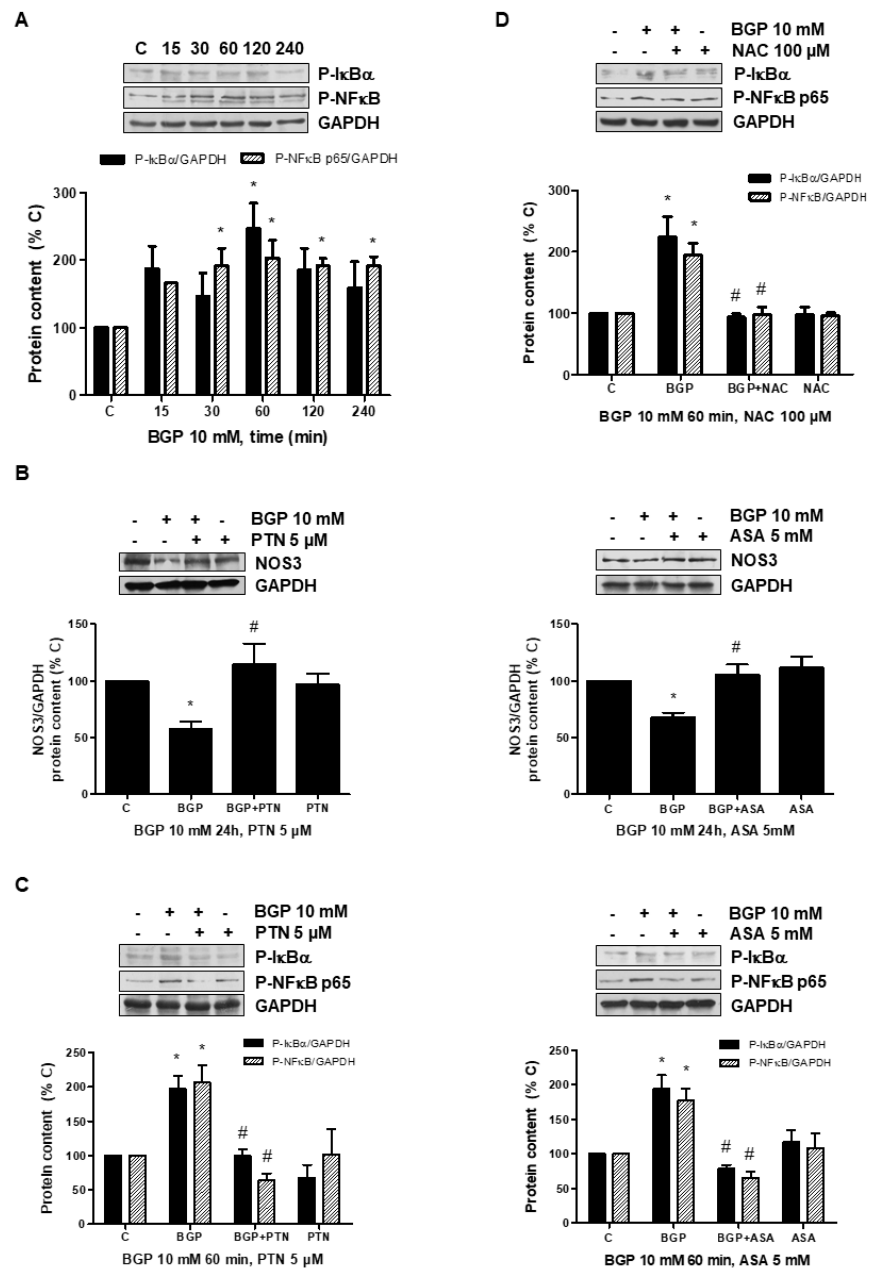 A
C 15 30 60 120 240
P-IκBα
P-NFκB
GAPDH
P-IκBα/GAPDH P-NFκB p65/GAPDH
Protein content (% C)
300
200
100
0
* * * * *
C 15 30 60 120 240
BGP 10 mM, time (min)
D
- + + - BGP 10 mM
- - + + NAC 100 µM
P-IκBα
P-NFκB p65
GAPDH
P-IκBα/GAPDH
P-NFκB/GAPDH
Protein content (% C)
300
200
100
0
* * # #
C BGP BGP+NAC NAC
BGP 10 mM 60 min, NAC 100 µM
B
- + + - BGP 10 mM
- - + + PTN 5 µM
NOS3
GAPDH
NOS3/GAPDH
protein content (% C)
150
100
50
0
* #
C BGP BGP+PTN PTN
BGP 10 mM 24h, PTN 5 µM
- + + - BGP 10 mM
- - + + ASA 5 mM
NOS3
GAPDH
NOS3/GAPDH
protein content (% C)
150
100
50
0
* #
C BGP BGP+ASA ASA
BGP 10 mM 24h, ASA 5mM
C
- + + - BGP 10 mM
- - + + PTN 5 µM
P-IκBα
P-NFκB p65
GAPDH
P-IκBα/GAPDH
P-NFκB/GAPDH
Protein content (% C)
250
200
150
100
50
0
* * # #
C BGP BGP+PTN PTN
BGP 10 mM 60 min, PTN 5 µM
- + + - BGP 10 mM
- - + + ASA 5 mM
P-IκBα
P-NFκB p65
GAPDH
P-IκBα/GAPDH
P-NFκB/GAPDH
Protein content (% C)
250
200
150
100
50
0
* * # #
C BGP BGP+ASA ASA
BGP 10 mM 60 min, ASA 5 mM